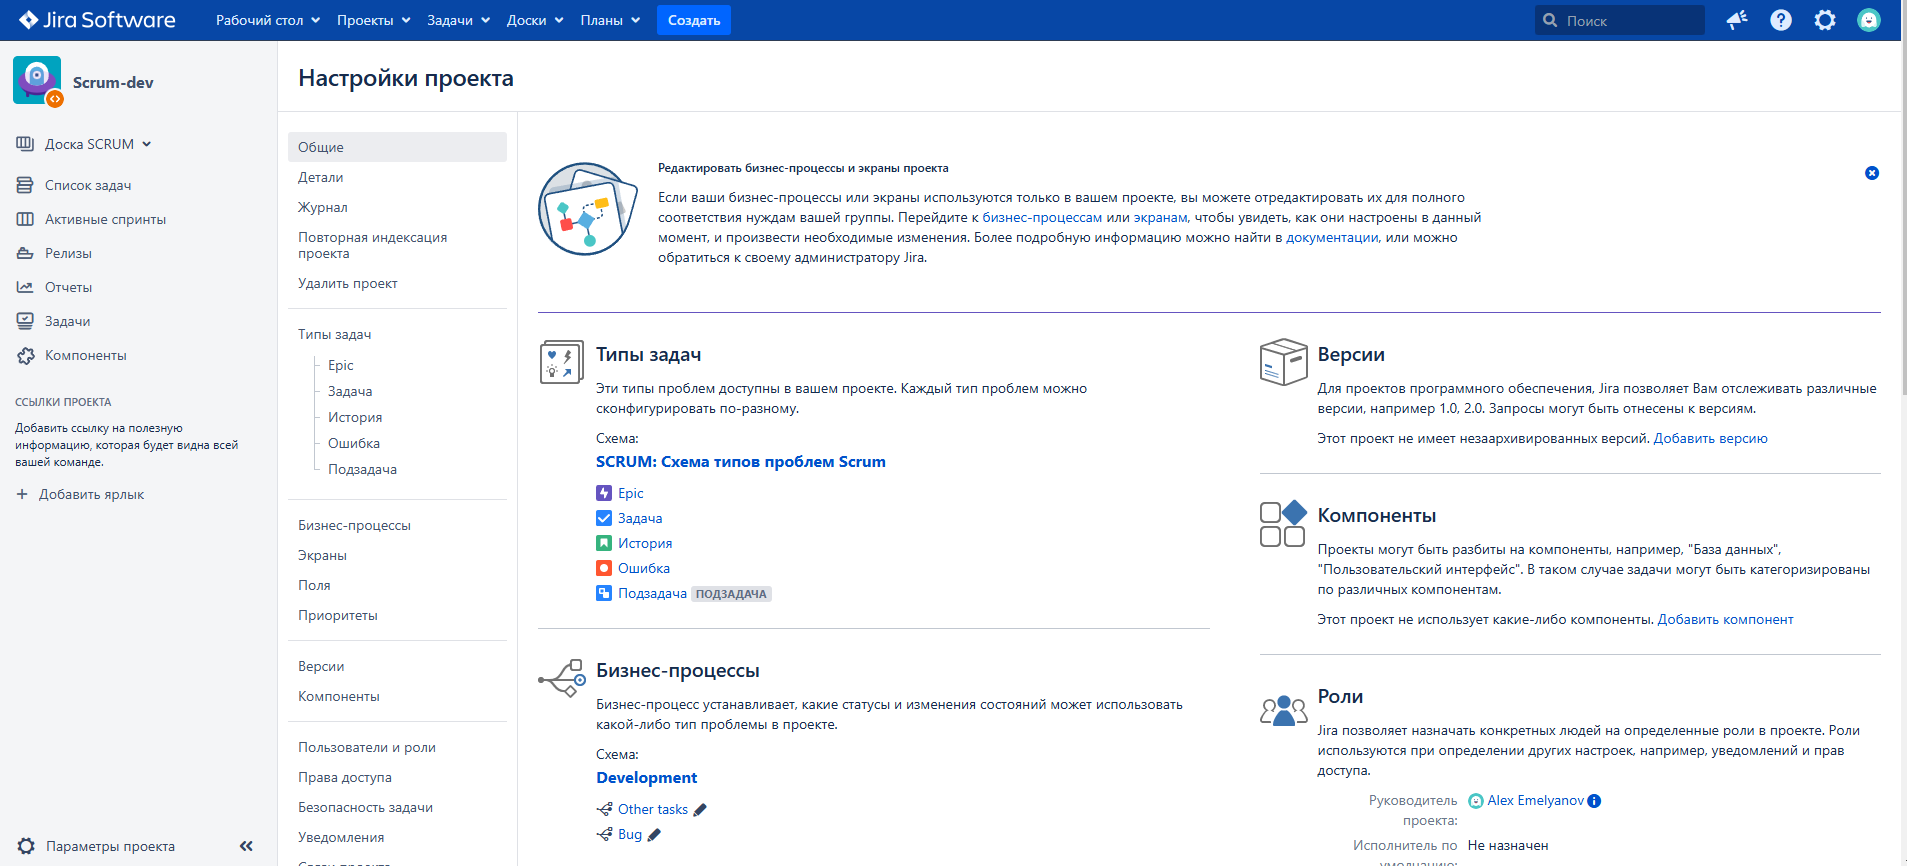 Jira Software
Рабочий стол
Проекты
Задачи
Доски
Планы
Создать
Поиск
Scrum-dev
Доска SCRUM
Список задач
Активные спринты
Релизы
Отчеты
Задачи
Компоненты
ССЫЛКИ ПРОЕКТА
Добавить ссылку на полезную
информацию, которая будет видна всей
вашей команде.
+ Добавить ярлык
Параметры проекта
Настройки проекта
Общие
Детали
Журнал
Повторная индексация
проекта
Удалить проект
Типы задач
Epic
Задача
История
Ошибка
Подзадача
Бизнес-процессы
Экраны
Поля
Приоритеты
Версии
Компоненты
Пользователи и роли
Права доступа
Безопасность задачи
Уведомления
Редактировать бизнес-процессы и экраны проекта
Если ваши бизнес-процессы или экраны используются только в вашем проекте, вы можете отредактировать их для полного
соответствия нуждам вашей группы. Перейдите к бизнес-процессам или экранам, чтобы увидеть, как они настроены в данный
момент, и произвести необходимые изменения. Более подробную информацию можно найти в документации, или можно
обратиться к своему администратору Jira.
Типы задач
Эти типы проблем доступны в вашем проекте. Каждый тип проблем можно
сконфигурировать по-разному.
Схема:
SCRUM: Схема типов проблем Scrum
Epic
Задача
История
Ошибка
Подзадача ПОДЗАДАЧА
Бизнес-процессы
Бизнес-процесс устанавливает, какие статусы и изменения состояний может использовать
какой-либо тип проблемы в проекте.
Схема:
Development
Other tasks
Bug
Версии
Для проектов программного обеспечения, Jira позволяет Вам отслеживать различные
версии, например 1.0, 2.0. Запросы могут быть отнесены к версиям.
Этот проект не имеет незаархивированных версий. Добавить версию
Компоненты
Проекты могут быть разбиты на компоненты, например, "База данных",
"Пользовательский интерфейс". В таком случае задачи могут быть категоризированы
по различных компонентам.
Этот проект не использует какие-либо компоненты. Добавить компонент
Роли
Jira позволяет назначать конкретных людей на определенные роли в проекте. Роли
используются при определении других настроек, например, уведомлений и прав
доступа.
Руководитель
проекта:
Alex Emelyanov
Исполнитель по
умолчанию:
Не назначен